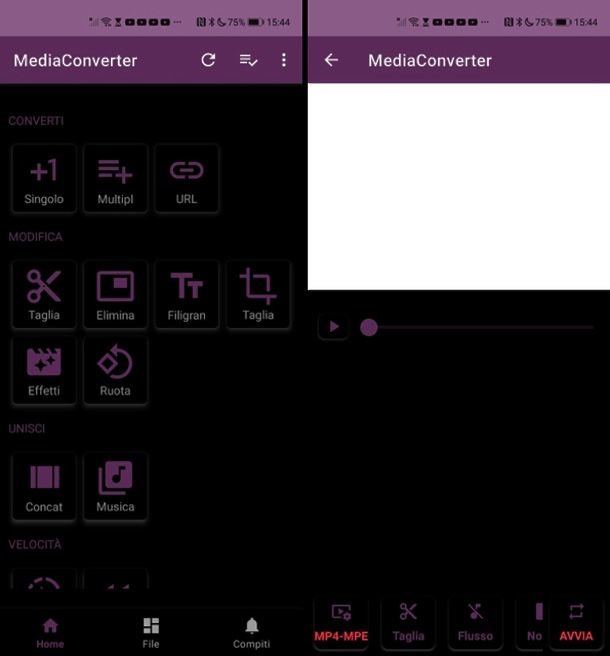 75% 15:44
MediaConverter
CONVERTI
+1
Singolo Multipl URL
MODIFICA
Taglia Elimina Filigran Taglia
Effetti Ruota
UNISCI
Concat Musica
VELOCITÀ
Home File Compiti
75% 15:44
MediaConverter
MP4-MPE Taglia Flusso No AVVIA